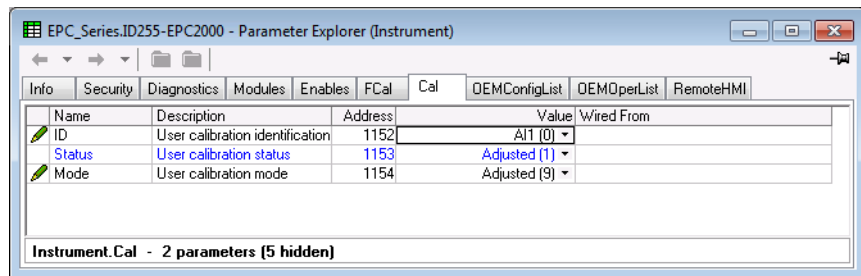 EPC_Series.ID255-EPC2000 - Parameter Explorer (Instrument)
Info Security Diagnostics Modules Enables FCal Cal OEMConfigList OEMOperList RemoteHMI
Name Description Address Value Wired From
ID User calibration identification 1152 AI1 (0)
Status User calibration status 1153 Adjusted (1)
Mode User calibration mode 1154 Adjusted (9)
Instrument.Cal - 2 parameters (5 hidden)